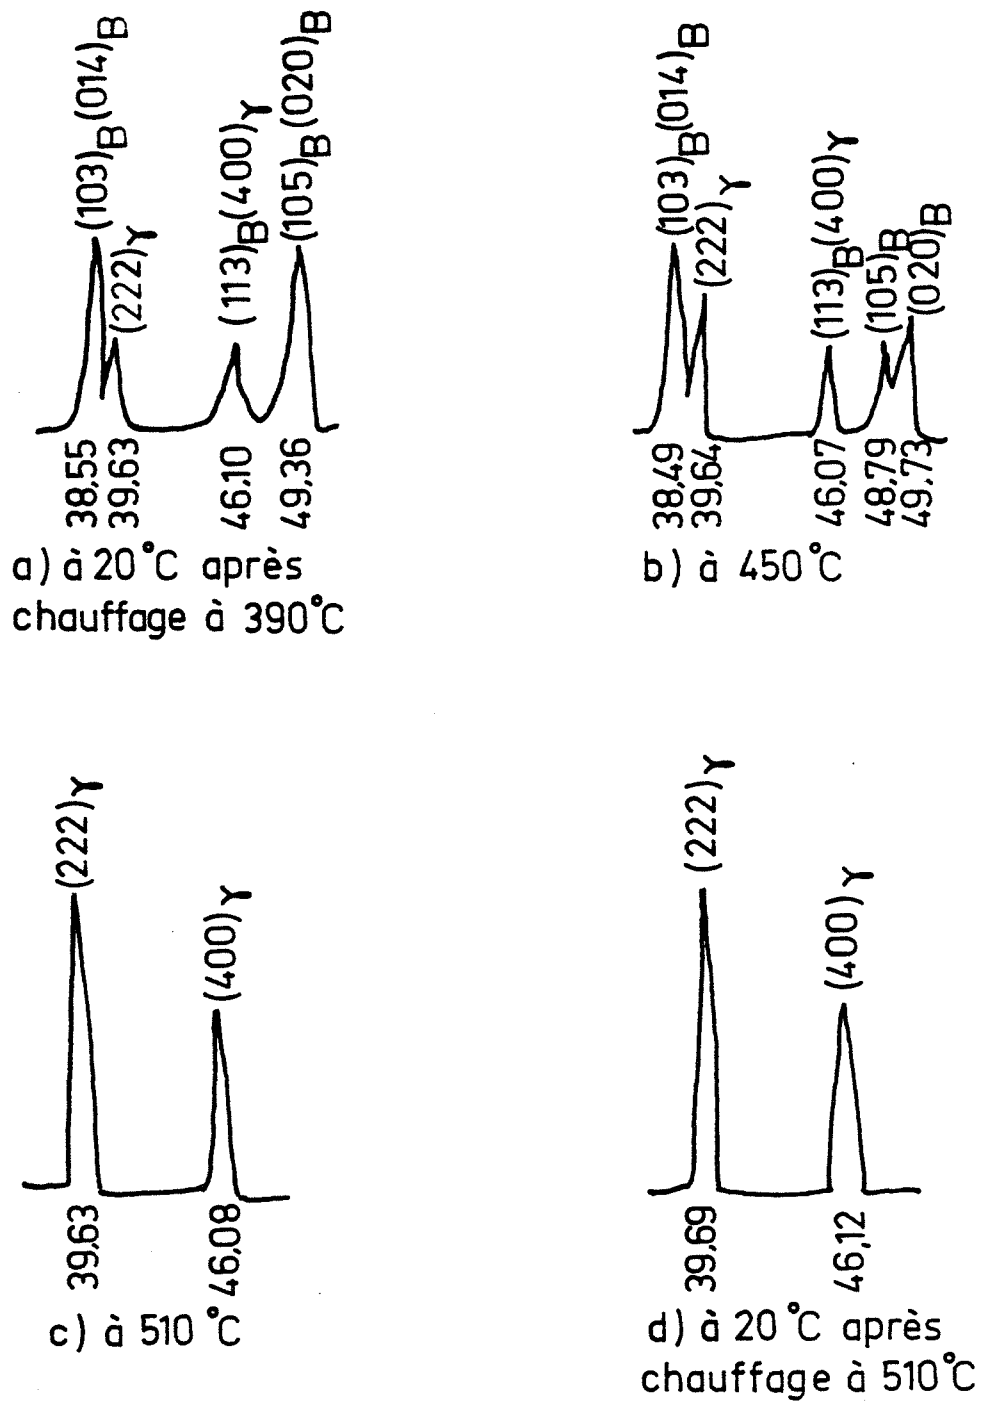 (103)B(014)B
(222)γ
(113)B(400)γ
(105)B(020)B
38,55
39,63
46,10
49,36
a) à 20°C après
chauffage à 390°C
(103)B(014)B
(222)γ
(113)B(400)γ
(105)B
(020)B
38,49
39,64
46,07
48,79
49,73
b) à 450°C
(222)γ
(400)γ
39,63
46,08
c) à 510°C
(222)γ
(400)γ
39,69
46,12
d) à 20°C après
chauffage à 510°C